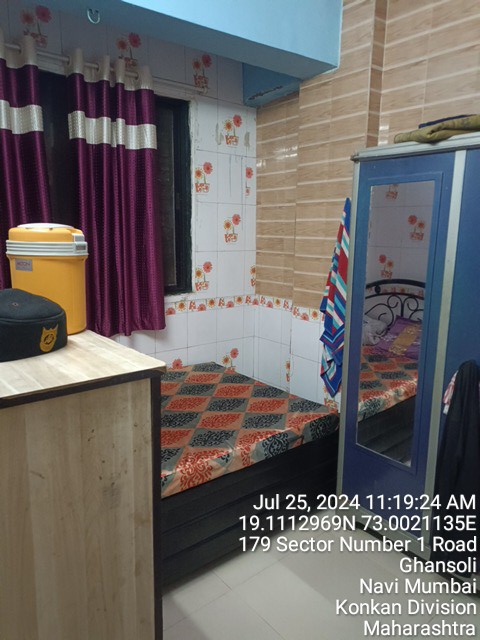 Jul 25, 2024 11:19:24 AM
19.1112969N 73.0021135E
179 Sector Number 1 Road
Ghansoli
Navi Mumbai
Konkan Division
Maharashtra